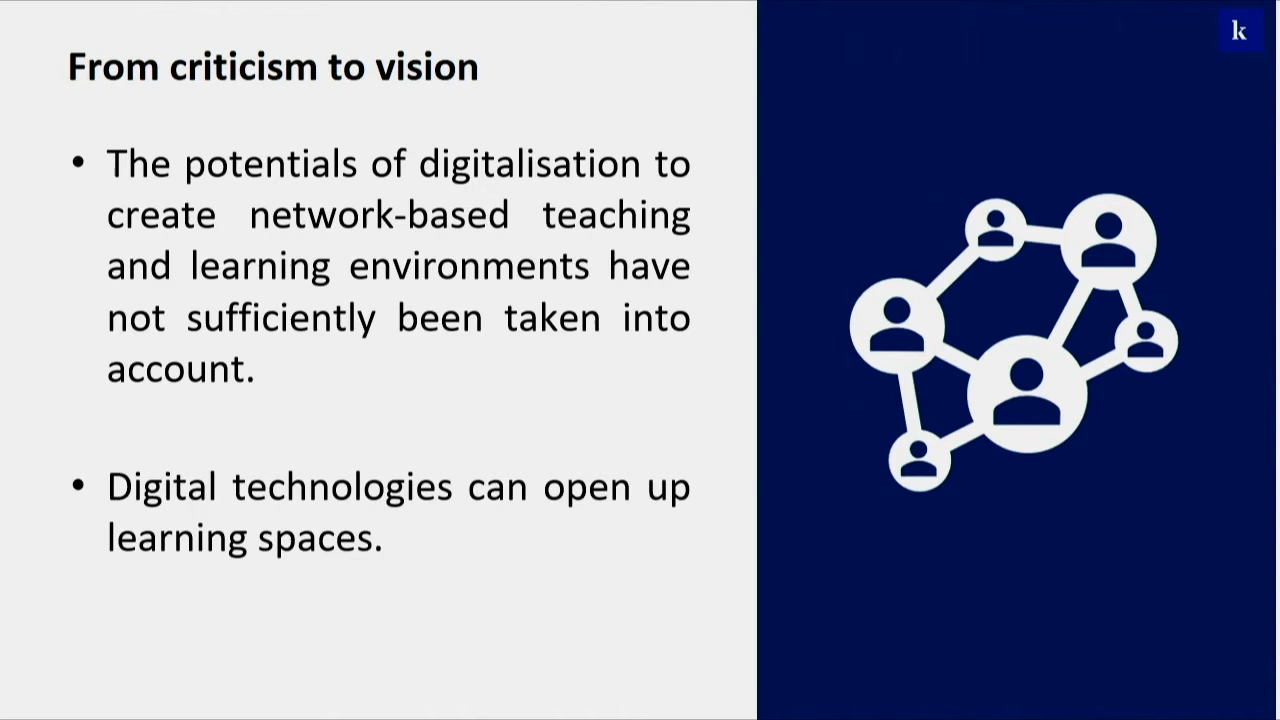 k
From criticism to vision
• The potentials of digitalisation to
create network-based teaching
and learning environments have
not sufficiently been taken into
account.
• Digital technologies can open up
learning spaces.